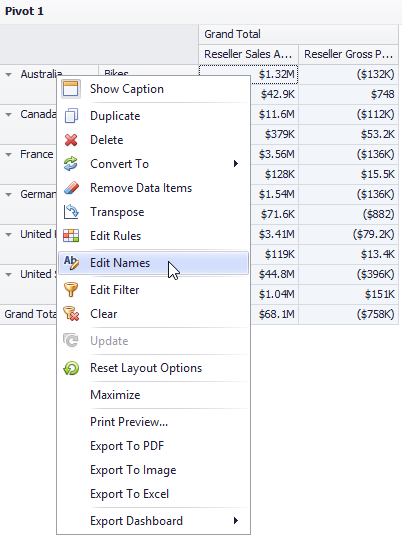 Pivot 1
Grand Total
Reseller Sales A... Reseller Gross P...
Australia Bikes $1.32M ($132K)
$42.9K $748
Canada $11.6M ($112K)
$379K $53.2K
France $3.56M ($136K)
$128K $15.5K
German $1.54M ($136K)
$71.6K ($882)
United $3.41M ($79.2K)
$119K $13.4K
United $44.8M ($396K)
$1.04M $151K
Grand Total $68.1M ($758K)
Show Caption
Duplicate
Delete
Convert To
Remove Data Items
Transpose
Edit Rules
Ab Edit Names
Edit Filter
Clear
Update
Reset Layout Options
Maximize
Print Preview...
Export To PDF
Export To Image
Export To Excel
Export Dashboard